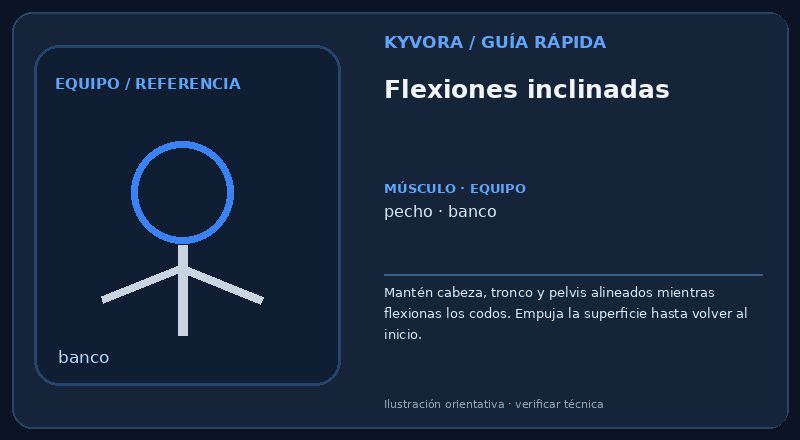 EQUIPO / REFERENCIA
banco
KYVORA / GUÍA RÁPIDA
Flexiones inclinadas
MÚSCULO · EQUIPO
pecho · banco
Mantén cabeza, tronco y pelvis alineados mientras
flexionas los codos. Empuja la superficie hasta volver al
inicio.
Ilustración orientativa · verificar técnica